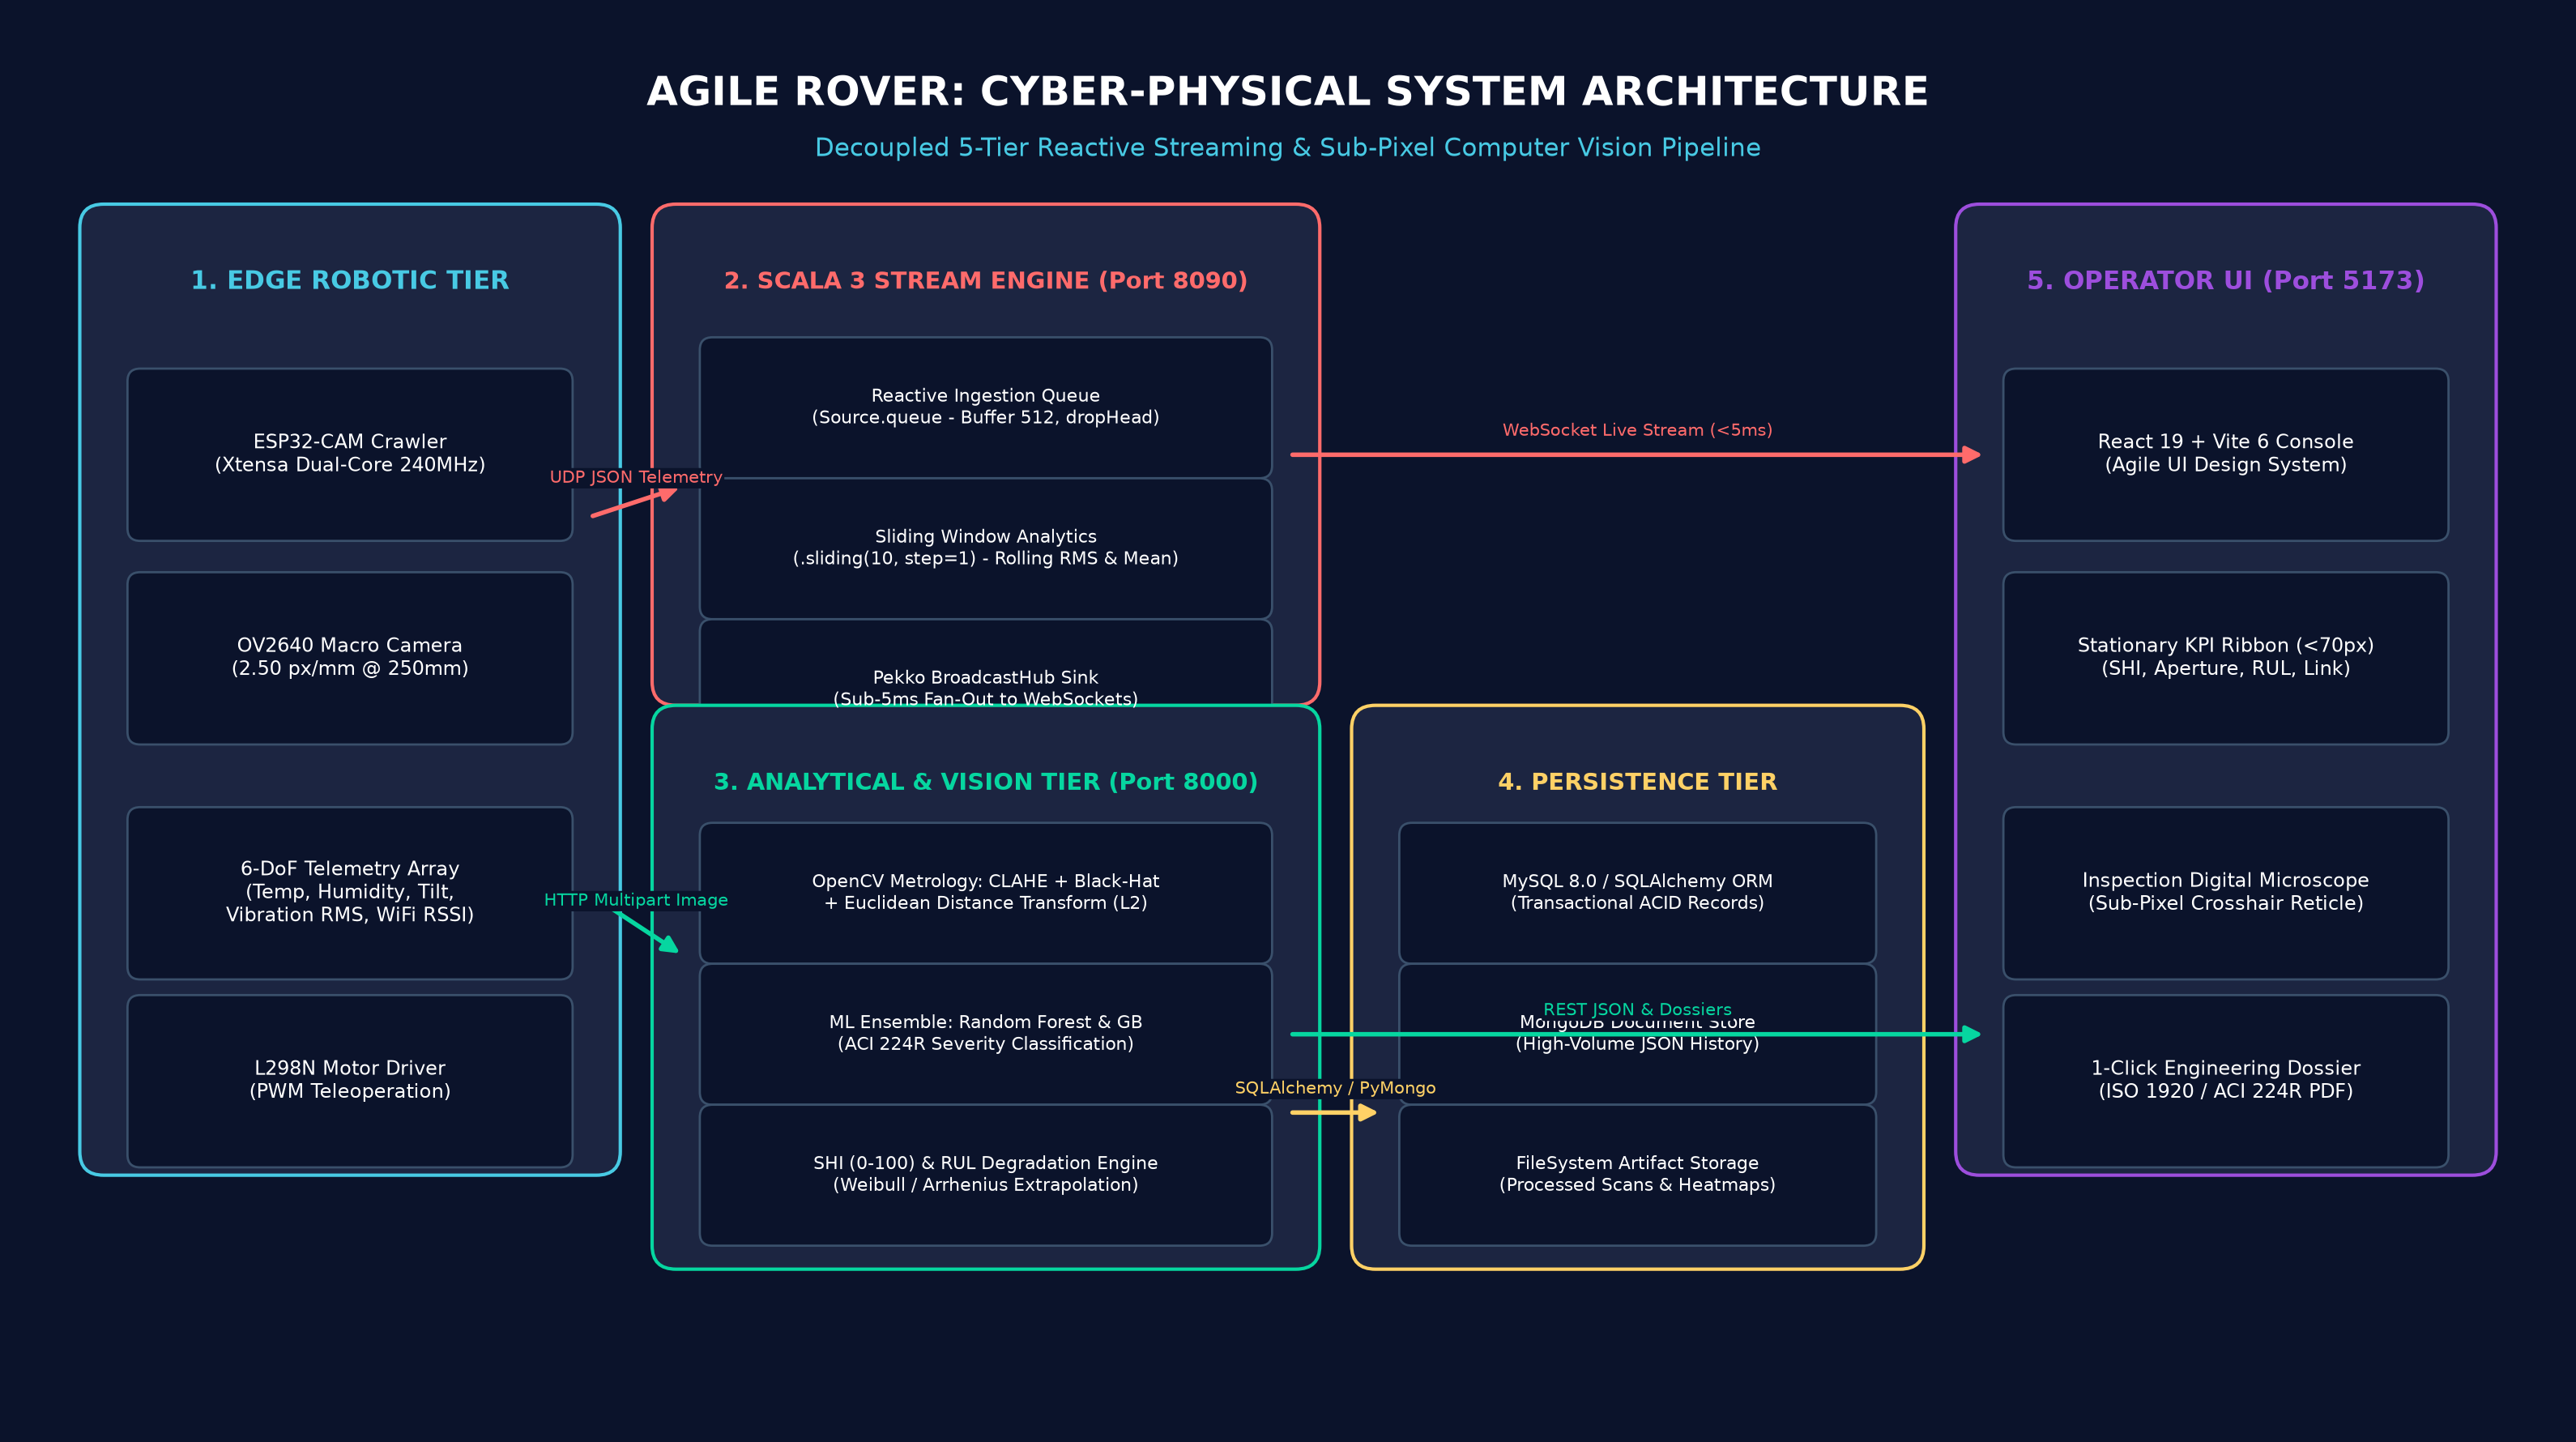 AGILE ROVER: CYBER-PHYSICAL SYSTEM ARCHITECTURE
Decoupled 5-Tier Reactive Streaming & Sub-Pixel Computer Vision Pipeline
1. EDGE ROBOTIC TIER
ESP32-CAM Crawler
(Xtensa Dual-Core 240MHz)
OV2640 Macro Camera
(2.50 px/mm @ 250mm)
6-DoF Telemetry Array
(Temp, Humidity, Tilt,
Vibration RMS, WiFi RSSI)
L298N Motor Driver
(PWM Teleoperation)
UDP JSON Telemetry
HTTP Multipart Image
2. SCALA 3 STREAM ENGINE (Port 8090)
Reactive Ingestion Queue
(Source.queue - Buffer 512, dropHead)
Sliding Window Analytics
(.sliding(10, step=1) - Rolling RMS & Mean)
Pekko BroadcastHub Sink
(Sub-5ms Fan-Out to WebSockets)
WebSocket Live Stream (<5ms)
3. ANALYTICAL & VISION TIER (Port 8000)
OpenCV Metrology: CLAHE + Black-Hat
+ Euclidean Distance Transform (L2)
ML Ensemble: Random Forest & GB
(ACI 224R Severity Classification)
SHI (0-100) & RUL Degradation Engine
(Weibull / Arrhenius Extrapolation)
SQLAlchemy / PyMongo
REST JSON & Dossiers
4. PERSISTENCE TIER
MySQL 8.0 / SQLAlchemy ORM
(Transactional ACID Records)
MongoDB Document Store
(High-Volume JSON History)
FileSystem Artifact Storage
(Processed Scans & Heatmaps)
5. OPERATOR UI (Port 5173)
React 19 + Vite 6 Console
(Agile UI Design System)
Stationary KPI Ribbon (<70px)
(SHI, Aperture, RUL, Link)
Inspection Digital Microscope
(Sub-Pixel Crosshair Reticle)
1-Click Engineering Dossier
(ISO 1920 / ACI 224R PDF)